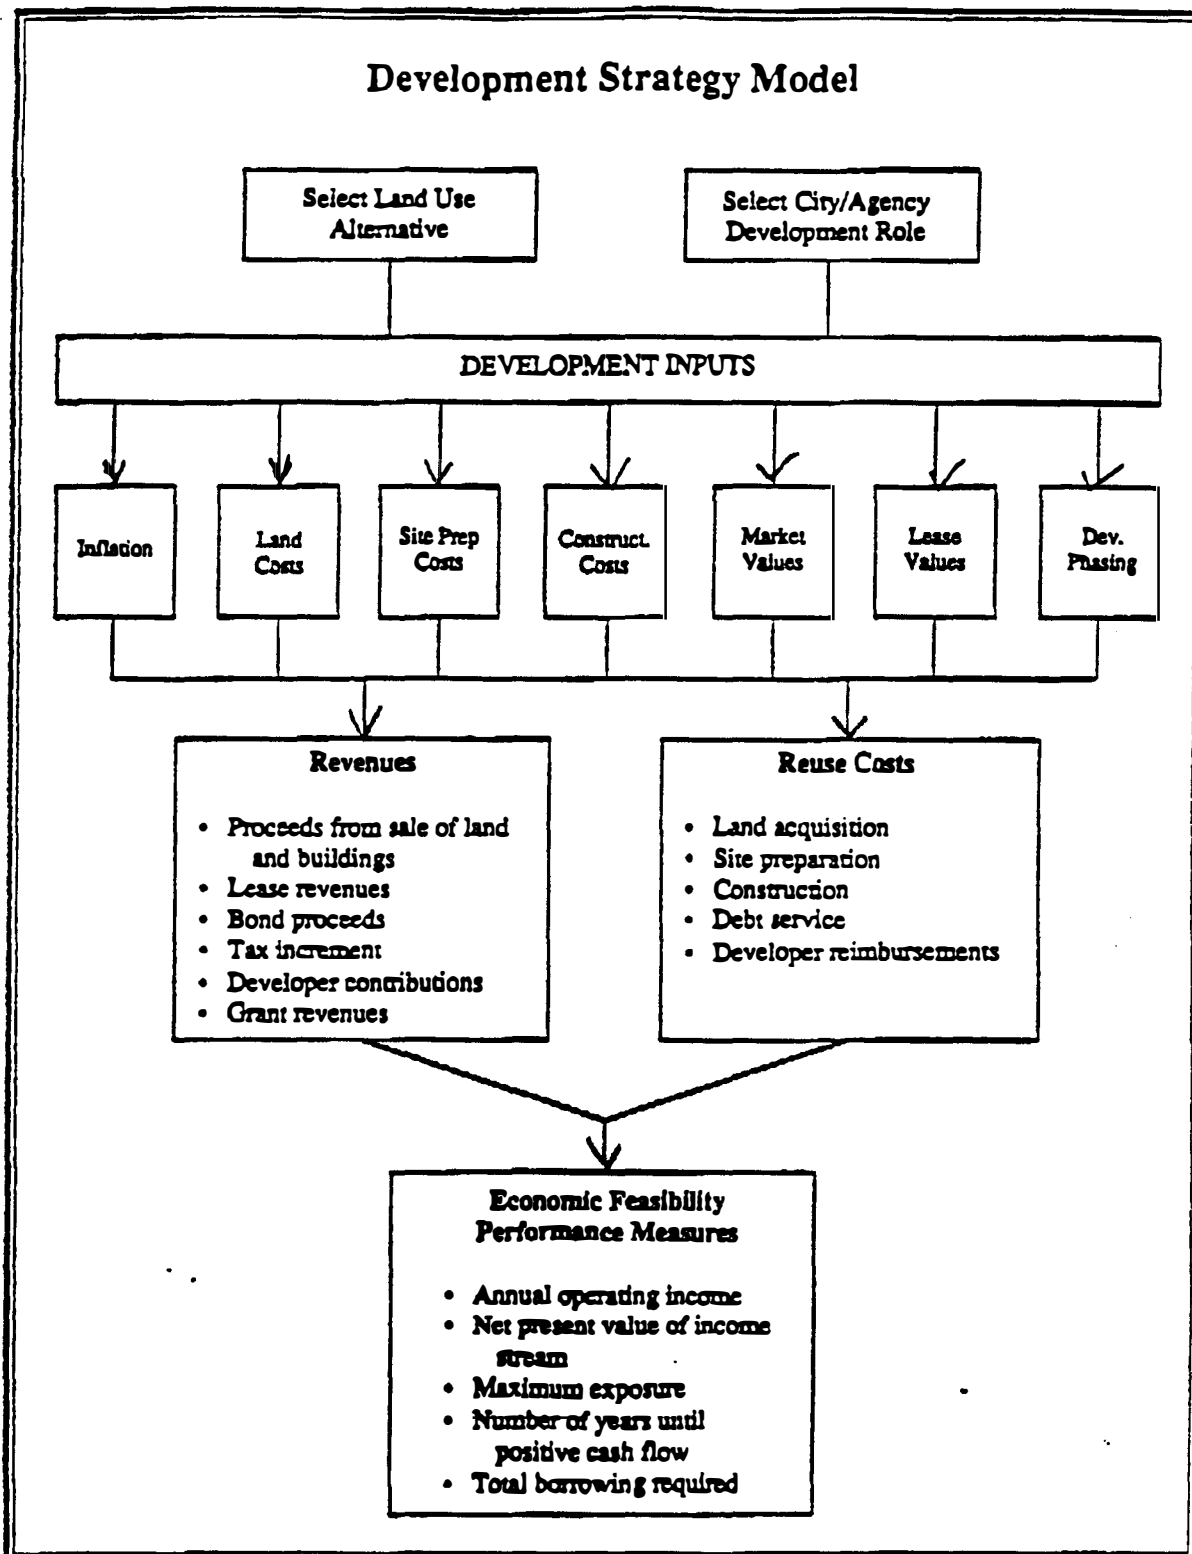 Development Strategy Model
Select Land Use
Alternative
Select City/Agency
Development Role
DEVELOPMENT INPUTS
Inflation
Land
Costs
Site Prep
Costs
Construct.
Costs
Market
Values
Lease
Values
Dev.
Phasing
Revenues
• Proceeds from sale of land
and buildings
• Lease revenues
• Bond proceeds
• Tax increment
• Developer contributions
• Grant revenues
Reuse Costs
• Land acquisition
• Site preparation
• Construction
• Debt service
• Developer reimbursements
Economic Feasibility
Performance Measures
• Annual operating income
• Net present value of income
stream
• Maximum exposure
• Number of years until
positive cash flow
• Total borrowing required